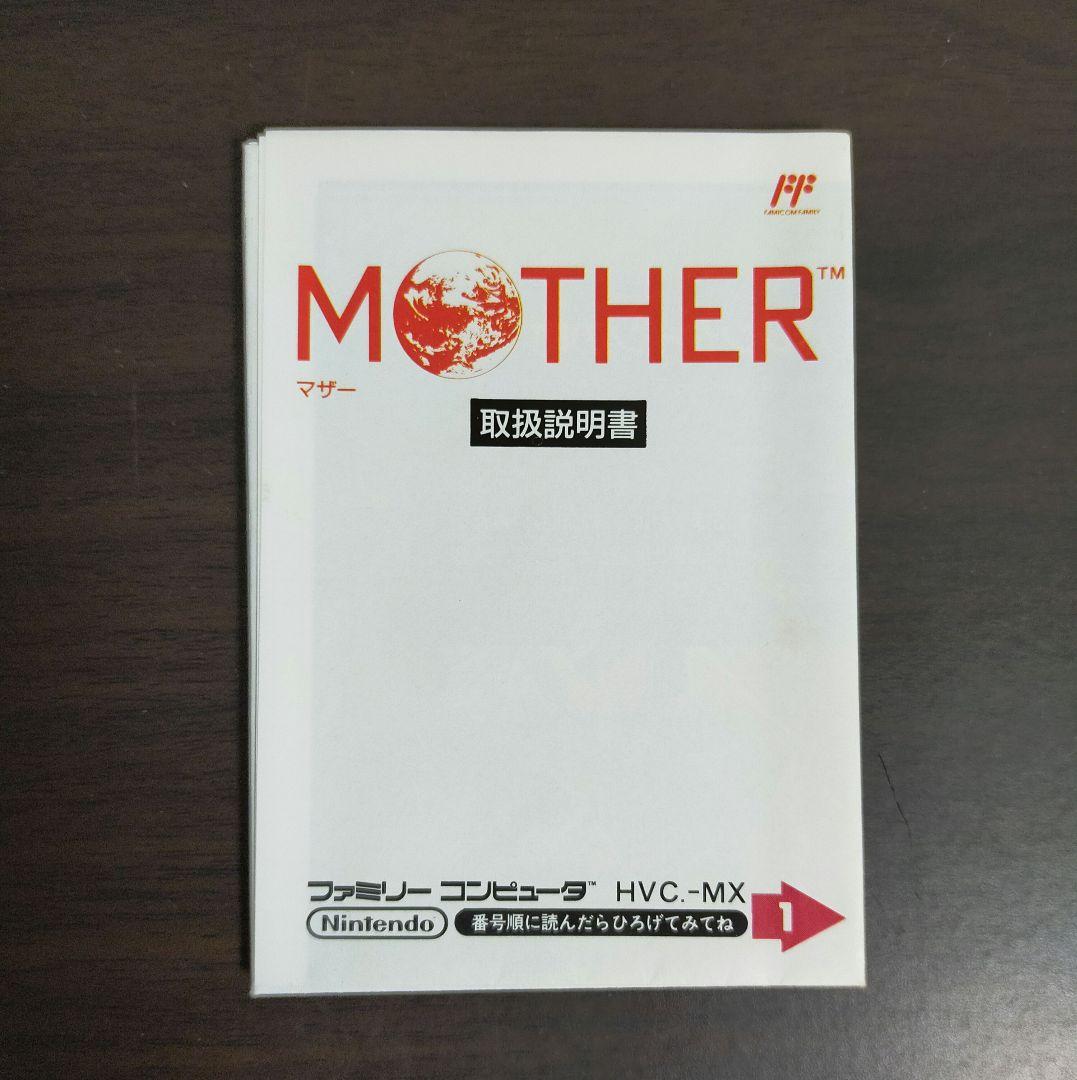 FF
FAMICOM FAMILY
MOTHER™
マザー
取扱説明書
ファミリー コンピュータ™ HVC.-MX
Nintendo 番号順に読んだらひろげてみてね 1